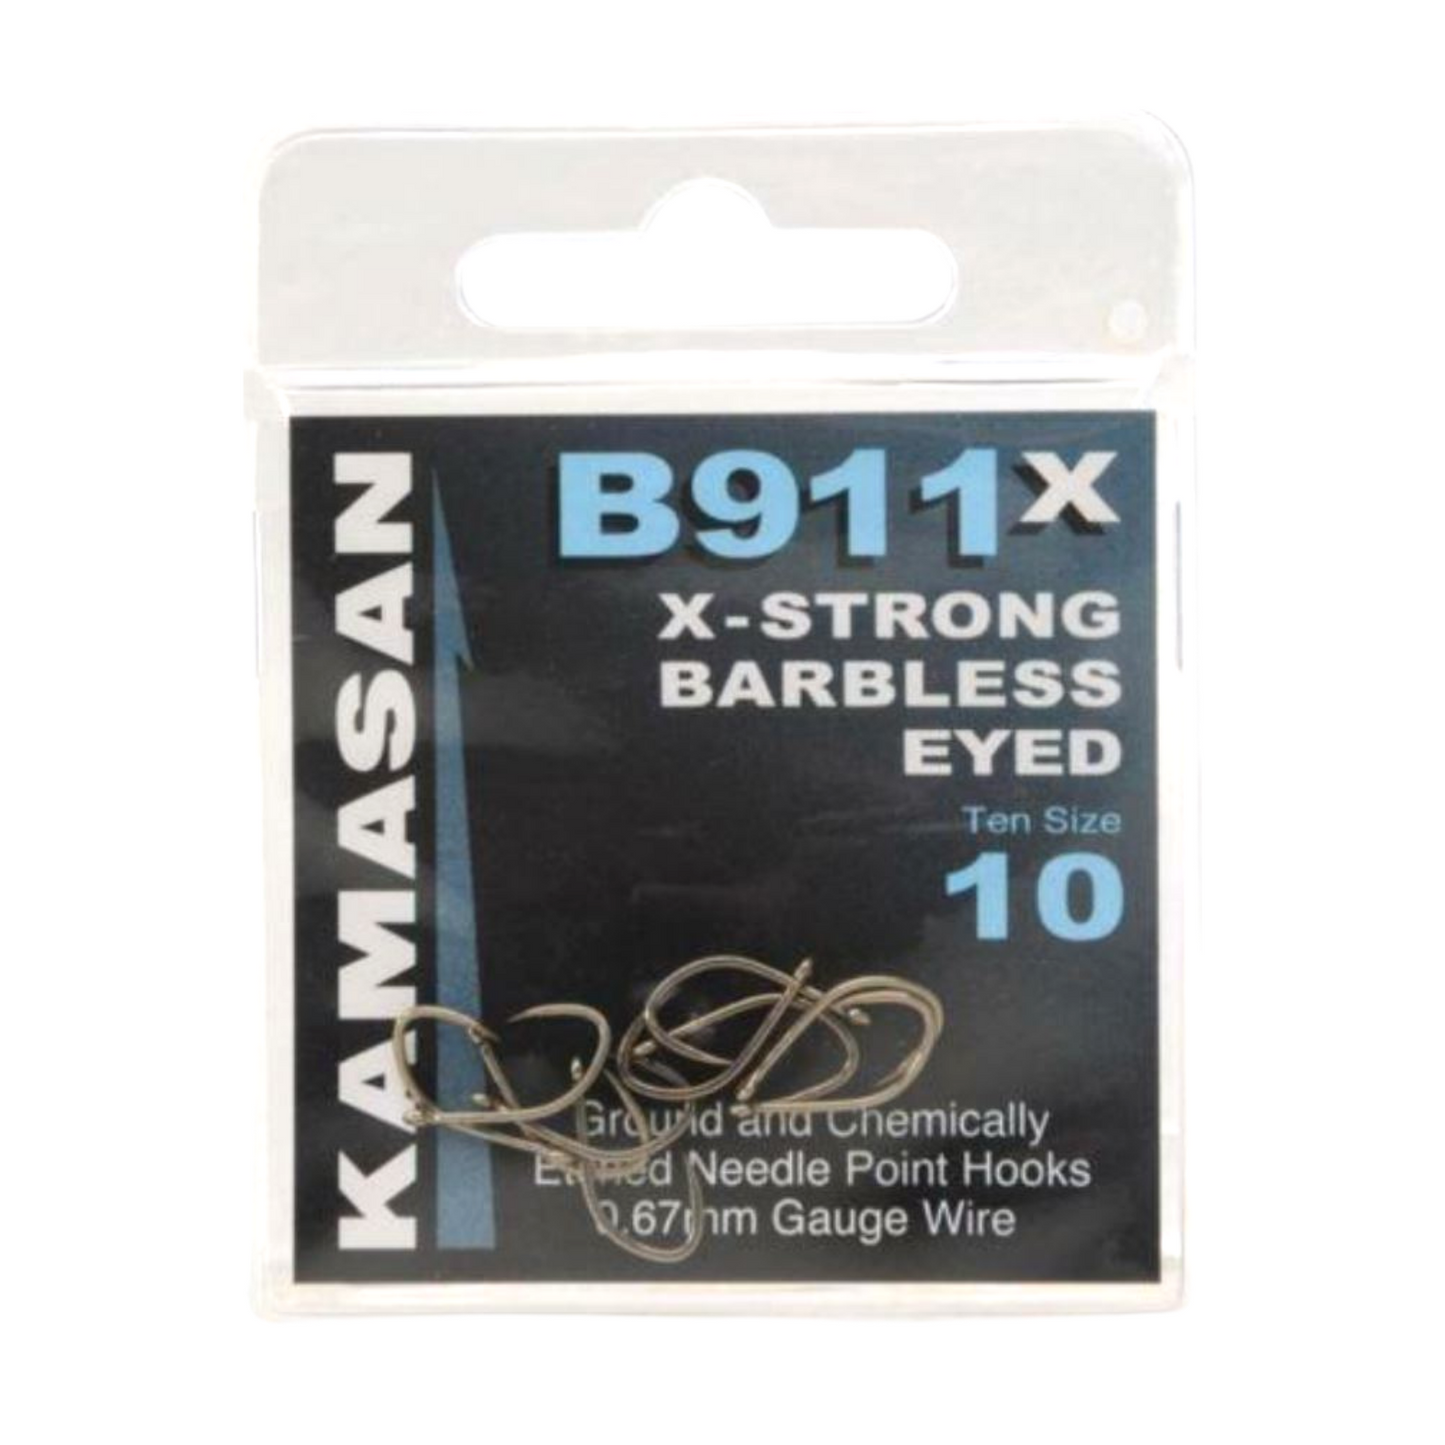 KAMASAN
B911X
X-STRONG
BARBLESS
EYED
Ten Size
10
Ground and Chemically
Etched Needle Point Hooks
0.67mm Gauge Wire